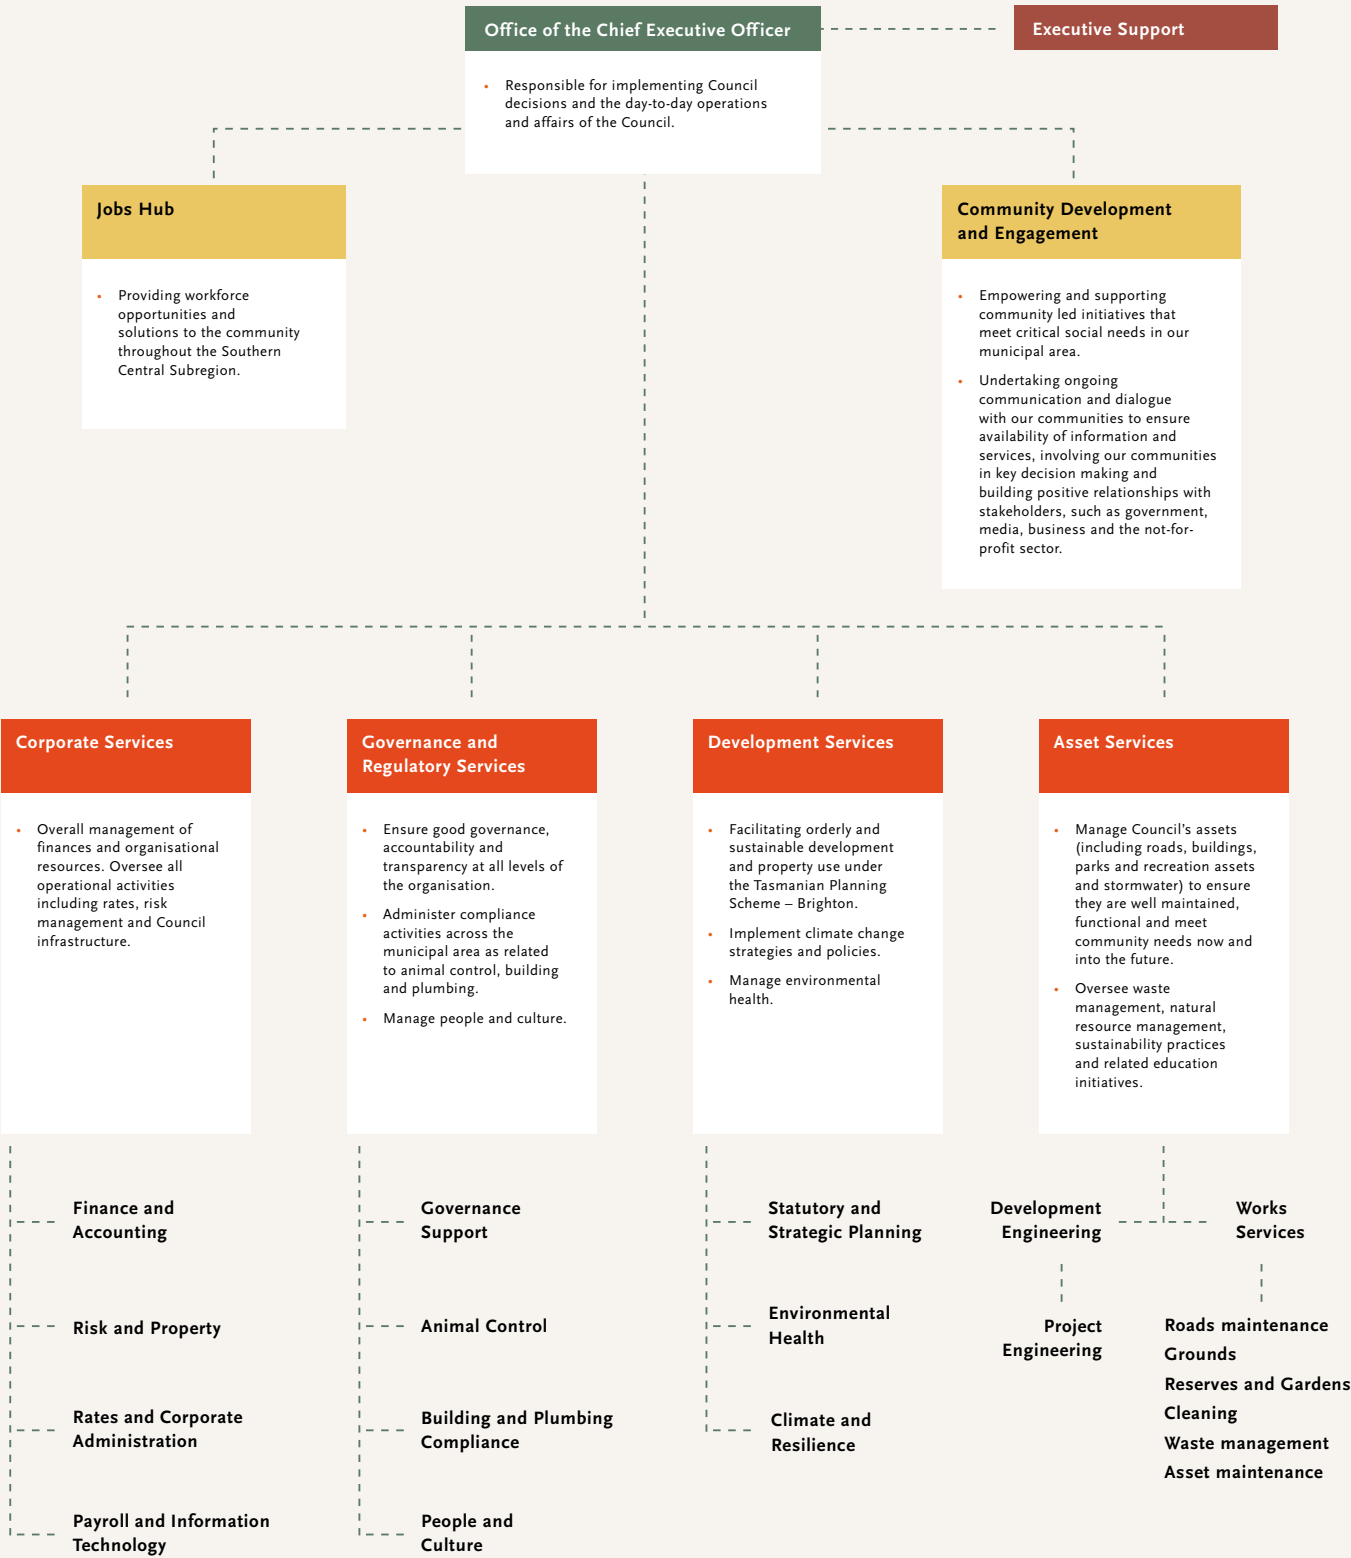 Office of the Chief Executive Officer
Executive Support
• Responsible for implementing Council
decisions and the day-to-day operations
and affairs of the Council.
Jobs Hub
• Providing workforce
opportunities and
solutions to the community
throughout the Southern
Central Subregion.
Community Development
and Engagement
• Empowering and supporting
community led initiatives that
meet critical social needs in our
municipal area.
• Undertaking ongoing
communication and dialogue
with our communities to ensure
availability of information and
services, involving our communities
in key decision making and
building positive relationships with
stakeholders, such as government,
media, business and the not-for-
profit sector.
Corporate Services
• Overall management of
finances and organisational
resources. Oversee all
operational activities
including rates, risk
management and Council
infrastructure.
Governance and
Regulatory Services
• Ensure good governance,
accountability and
transparency at all levels of
the organisation.
• Administer compliance
activities across the
municipal area as related
to animal control, building
and plumbing.
• Manage people and culture.
Development Services
• Facilitating orderly and
sustainable development
and property use under
the Tasmanian Planning
Scheme – Brighton.
• Implement climate change
strategies and policies.
• Manage environmental
health.
Asset Services
• Manage Council’s assets
(including roads, buildings,
parks and recreation assets
and stormwater) to ensure
they are well maintained,
functional and meet
community needs now and
into the future.
• Oversee waste
management, natural
resource management,
sustainability practices
and related education
initiatives.
Finance and
Accounting
Risk and Property
Rates and Corporate
Administration
Payroll and Information
Technology
Governance
Support
Animal Control
Building and Plumbing
Compliance
People and
Culture
Statutory and
Strategic Planning
Environmental
Health
Climate and
Resilience
Development
Engineering
Project
Engineering
Works
Services
Roads maintenance
Grounds
Reserves and Gardens
Cleaning
Waste management
Asset maintenance